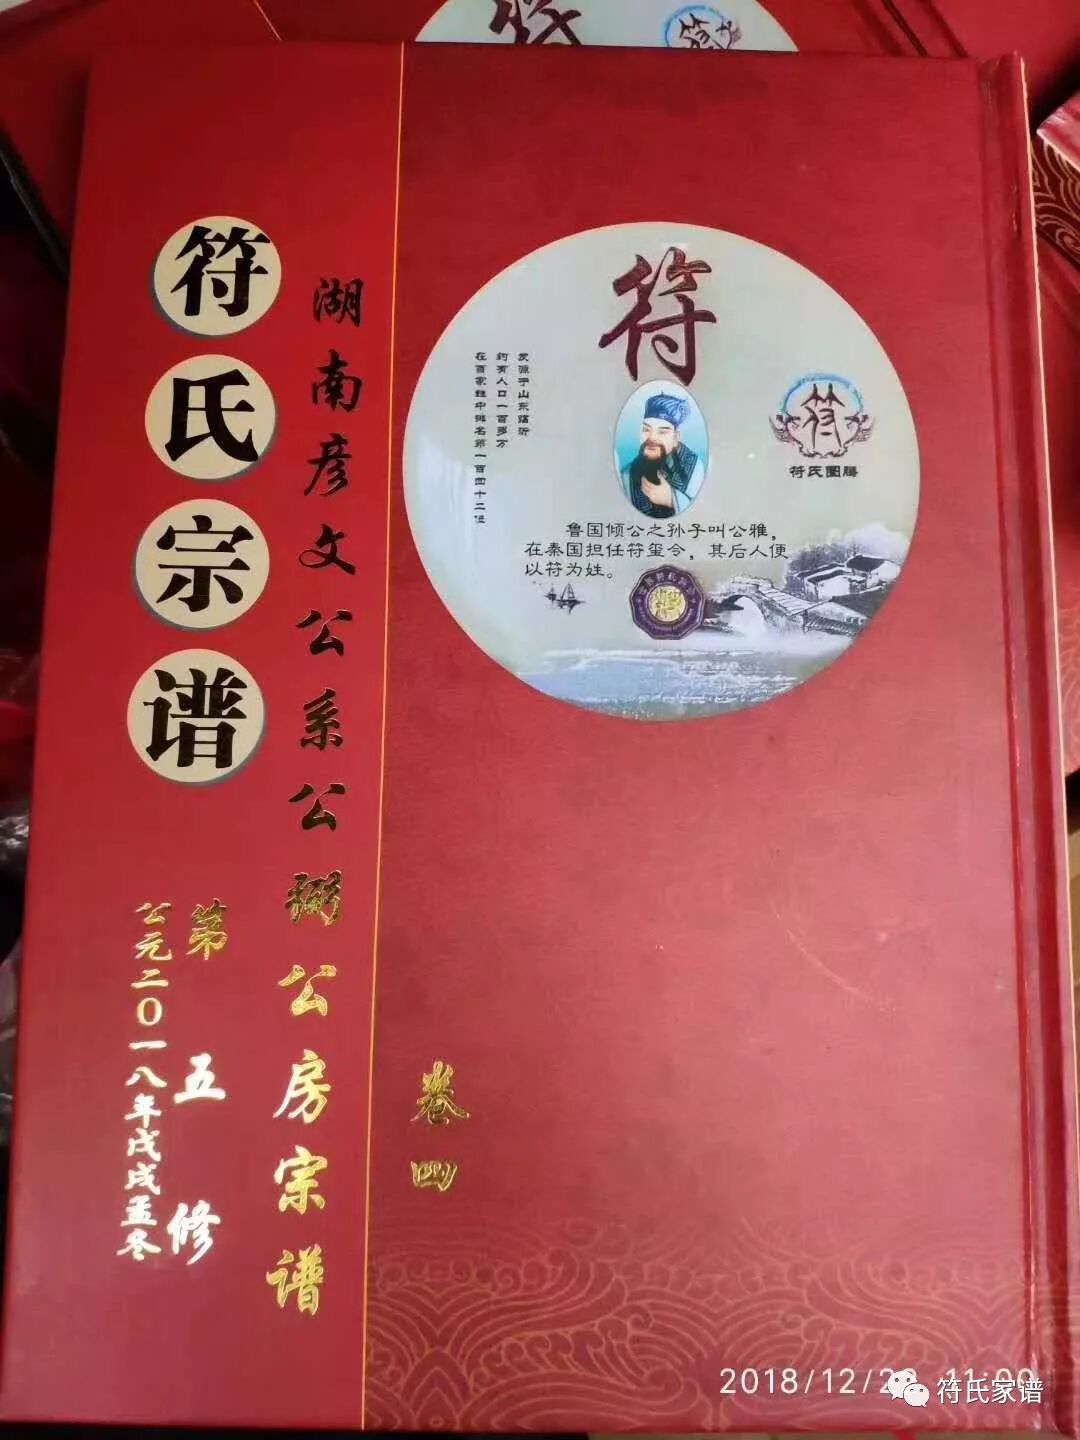 符
符氏宗谱
湖南彦文公系公弼公房宗谱
第五修
公元二〇一八年戊戌孟冬
符
发源于山东临沂
约有人口一百多万
在百家姓中排名第一百四十二位
符
符氏图腾
鲁国倾公之孙子叫公雅，
在秦国担任符玺令，其后人便
以符为姓。
卷四
2018/12/2 11:00
符氏家谱